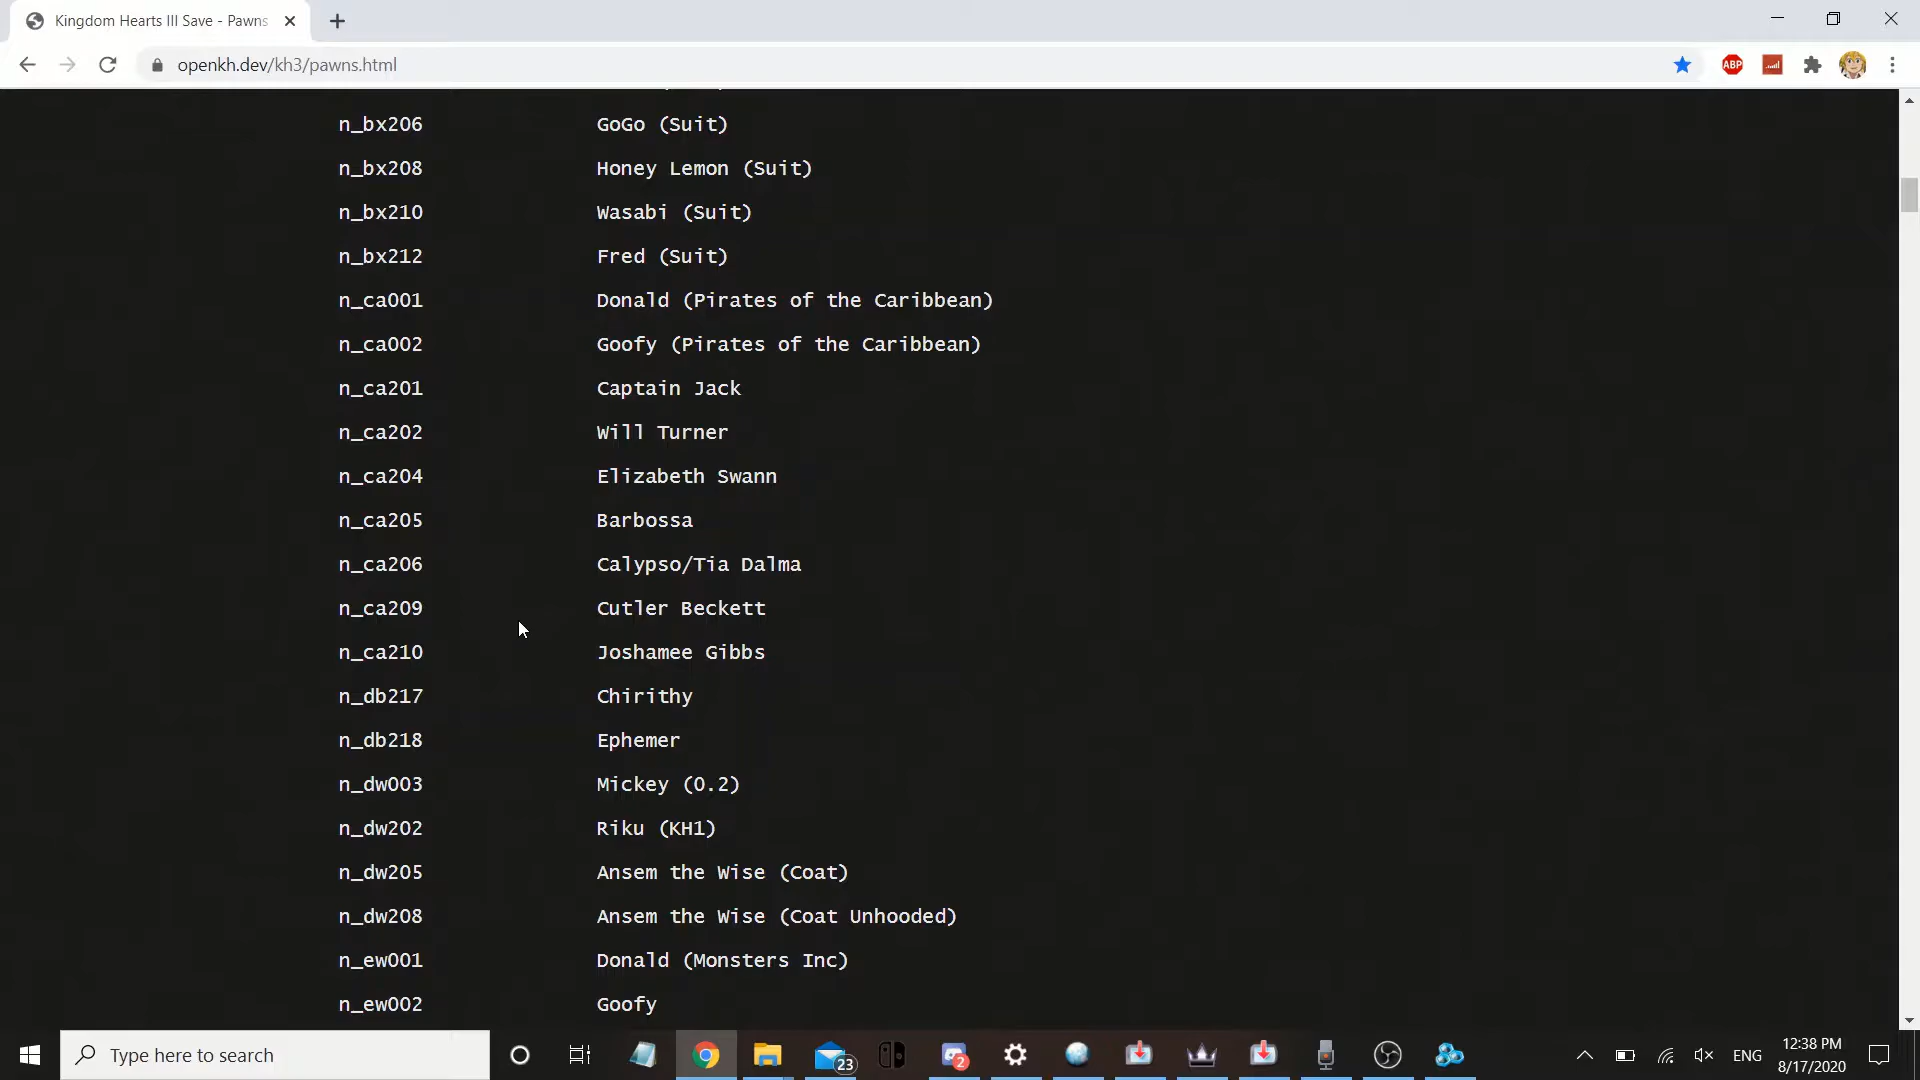 Kingdom Hearts III Save - Pawns
openkh.dev/kh3/pawns.html
ABP
n_bx206 GoGo (Suit)
n_bx208 Honey Lemon (Suit)
n_bx210 Wasabi (Suit)
n_bx212 Fred (Suit)
n_ca001 Donald (Pirates of the Caribbean)
n_ca002 Goofy (Pirates of the Caribbean)
n_ca201 Captain Jack
n_ca202 Will Turner
n_ca204 Elizabeth Swann
n_ca205 Barbossa
n_ca206 Calypso/Tia Dalma
n_ca209 Cutler Beckett
n_ca210 Joshamee Gibbs
n_db217 Chirithy
n_db218 Ephemer
n_dw003 Mickey (0.2)
n_dw202 Riku (KH1)
n_dw205 Ansem the Wise (Coat)
n_dw208 Ansem the Wise (Coat Unhooded)
n_ew001 Donald (Monsters Inc)
n_ew002 Goofy
Type here to search
23
2
ENG
12:38 PM
8/17/2020